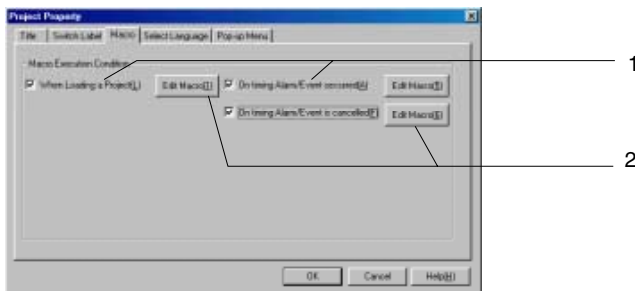 Project Property
Title Switch Label Macro Select Language Pop-up Menu
Macro Execution Condition
When Loading a Project(L) Edit Macro(I) On timing Alarm/Event occurred(A) Edit Macro(T)
On timing Alarm/Event is cancelled(F) Edit Macro(E)
OK Cancel Help(H)
1
2